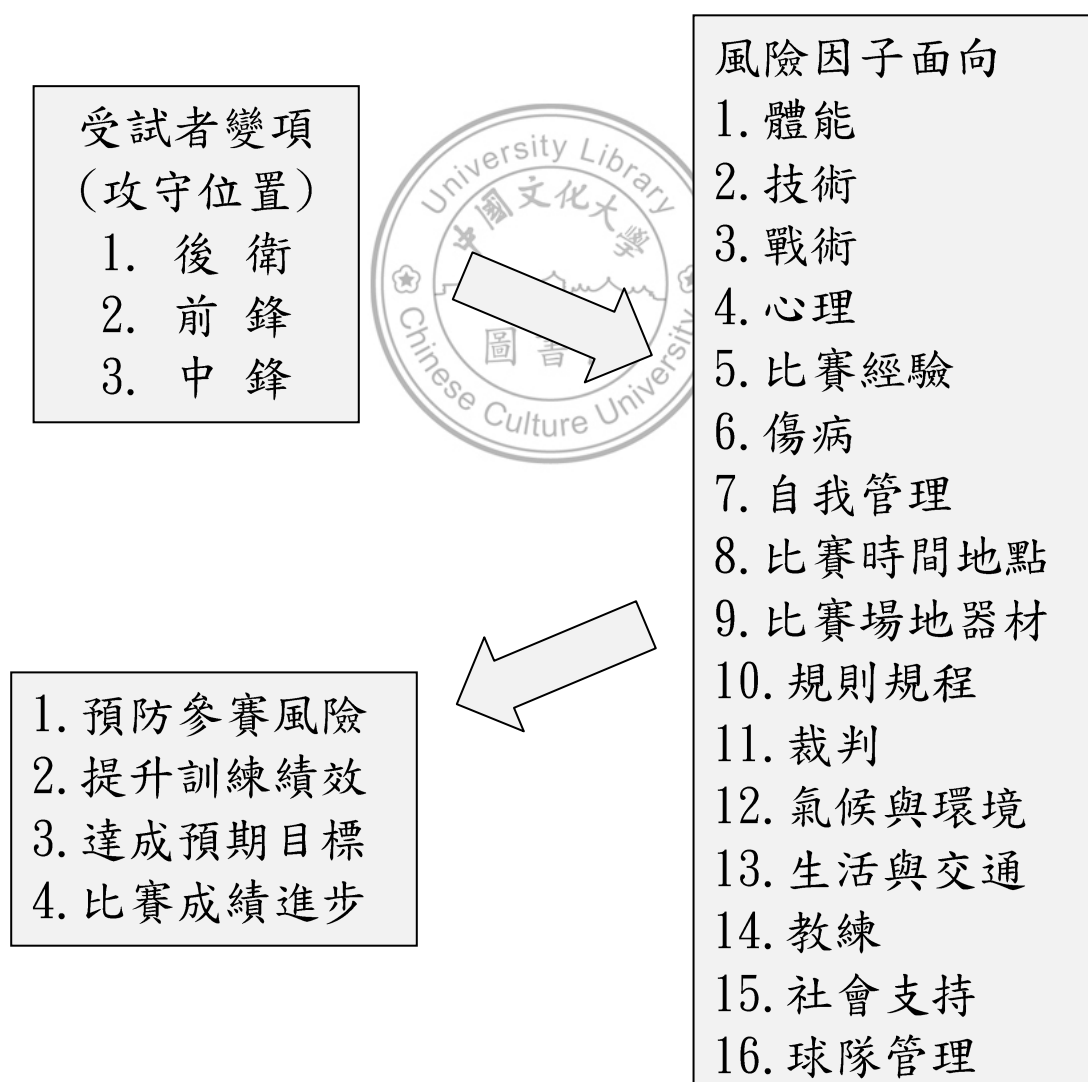 受試者變項
(攻守位置)
1. 後 衛
2. 前 鋒
3. 中 鋒
University Library
中國文化大學
圖書
Chinese Culture University
風險因子面向
1.體能
2.技術
3.戰術
4.心理
5.比賽經驗
6.傷病
7.自我管理
8.比賽時間地點
9.比賽場地器材
10.規則規程
11.裁判
12.氣候與環境
13.生活與交通
14.教練
15.社會支持
16.球隊管理
1.預防參賽風險
2.提升訓練績效
3.達成預期目標
4.比賽成績進步